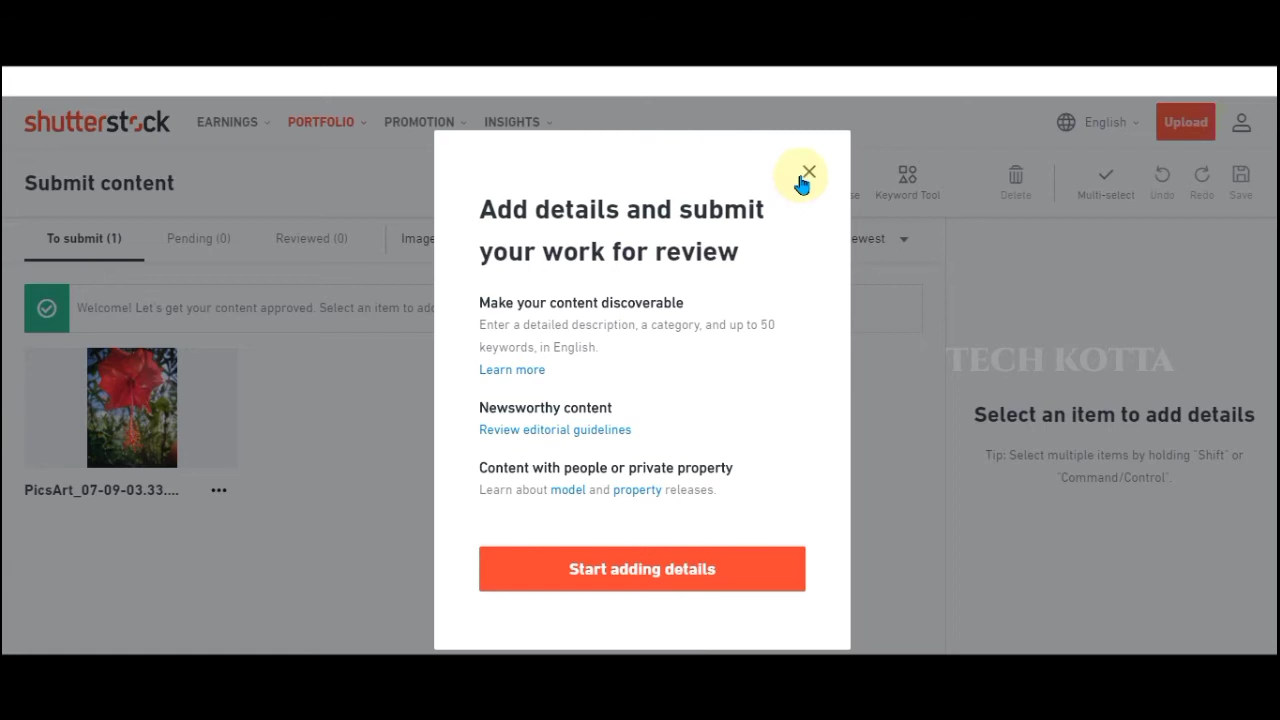 shutterstock EARNINGS PORTFOLIO PROMOTION INSIGHTS English Upload
Submit content
Keyword Tool Delete Multi-select Undo Redo Save
To submit (1) Pending (0) Reviewed (0)
Welcome! Let's get your content approved. Select an item to
PicsArt_07-09-03.33....
Add details and submit
your work for review
Make your content discoverable
Enter a detailed description, a category, and up to 50
keywords, in English.
Learn more
Newsworthy content
Review editorial guidelines
Content with people or private property
Learn about model and property releases.
Start adding details
TECH KOTTA
Select an item to add details
Tip: Select multiple items by holding "Shift" or
"Command/Control".